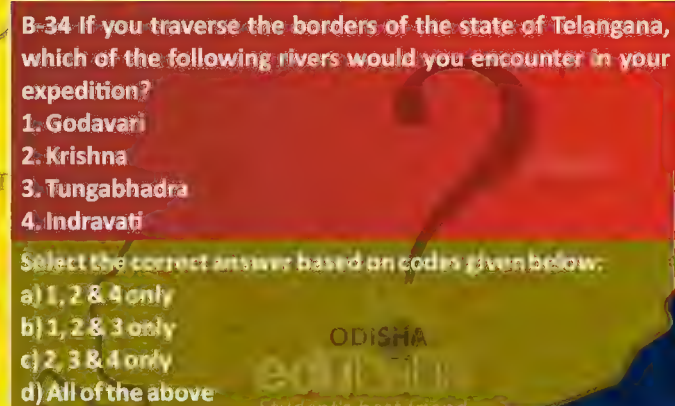 B-34 If you traverse the borders of the state of Telangana,
which of the following rivers would you encounter in your
expedition?
1. Godavari
2. Krishna
3. Tungabhadra
4. Indravati
Select the correct answer based on codes given below:
a) 1, 2 & 4 only
b) 1, 2 & 3 only
c) 2, 3 & 4 only
d) All of the above
ODISHA